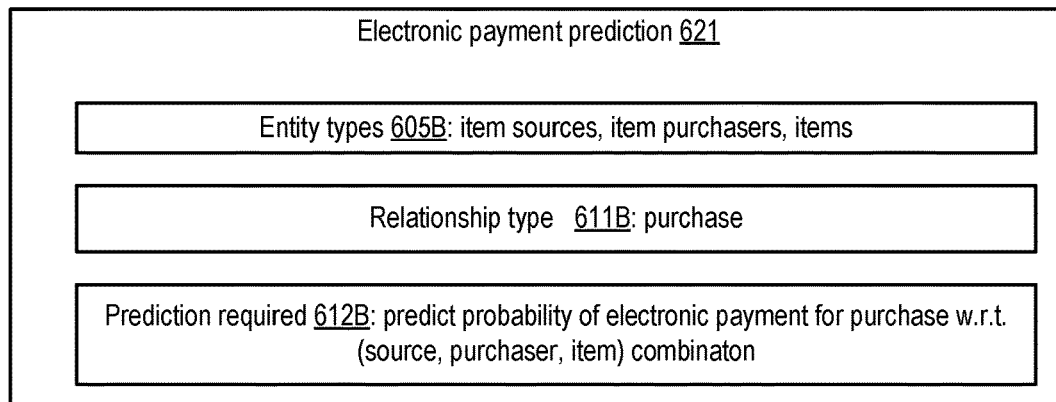 Electronic payment prediction 621
Entity types 605B: item sources, item purchasers, items
Relationship type 611B: purchase
Prediction required 612B: predict probability of electronic payment for purchase w.r.t.
(source, purchaser, item) combinaton